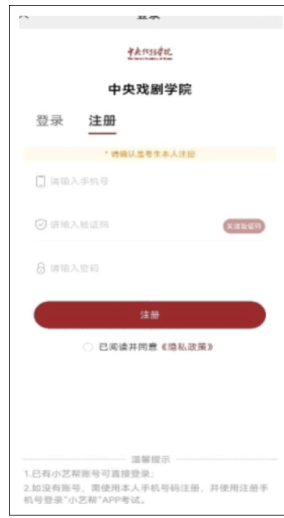 登录
中央戏剧学院
中央戏剧学院
登录 注册
* 请确认是考生本人注册
请输入手机号
请输入验证码
发送验证码
请输入密码
注册
已阅读并同意《隐私政策》
温馨提示
1.已有小艺帮账号可直接登录;
2.如没有账号，需使用本人手机号码注册，并使用注册手
机号登录“小艺帮”APP考试。